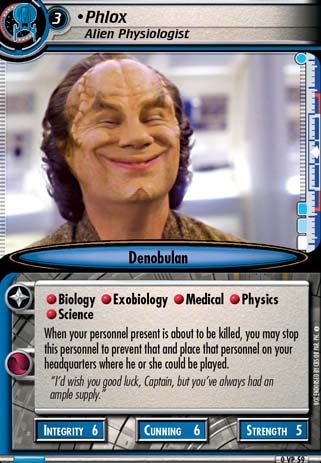 3
•Phlox
Alien Physiologist
Denobulan
Biology Exobiology Medical Physics
Science
When your personnel present is about to be killed, you may stop
this personnel to prevent that and place that personnel on your
headquarters where he or she could be played.
"I'd wish you good luck, Captain, but you've always had an
ample supply."
INTEGRITY 6 CUNNING 6 STRENGTH 5
0 VP 59